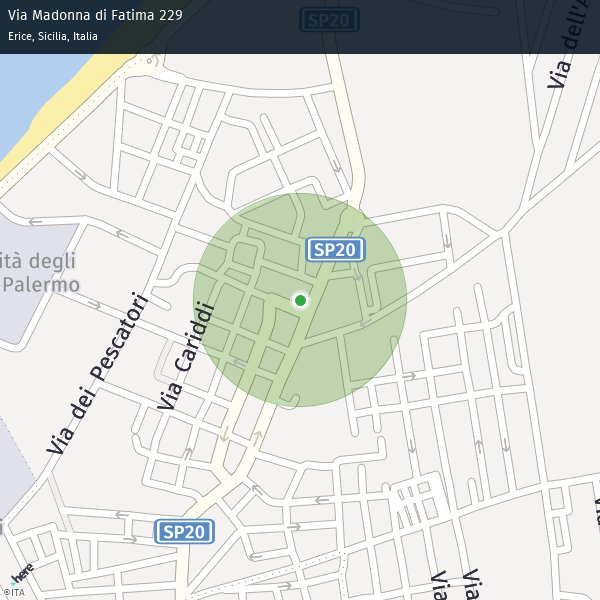 Via Madonna di Fatima 229
Erice, Sicilia, Italia
SP20
Via dell'A
SP20
ità degli
Palermo
Via dei Pescatori
Via Cariddi
SP20
i
Via
Via
Via
here
©ITA